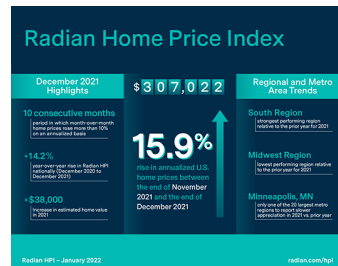 Radian Home Price Index
December 2021
Highlights
10 consecutive months
period in which month-over-month
home prices rose more than 10%
on an annualized basis
+14.2%
year-over-year rise in Radian HPI
nationally (December 2020 to
December 2021)
+$38,000
Increase in estimated home value
in 2021
$307,022
15.9%
rise in annualized U.S.
home prices between
the end of November
2021 and the end of
December 2021
Regional and Metro
Area Trends
South Region
strongest performing region
relative to the prior year for 2021
Midwest Region
lowest performing region relative
to the prior year for 2021
Minneapolis, MN
only one of the 20 largest metro
regions to report slower
appreciation in 2021 vs. prior year
Radian HPI – January 2022
radian.com/hpi